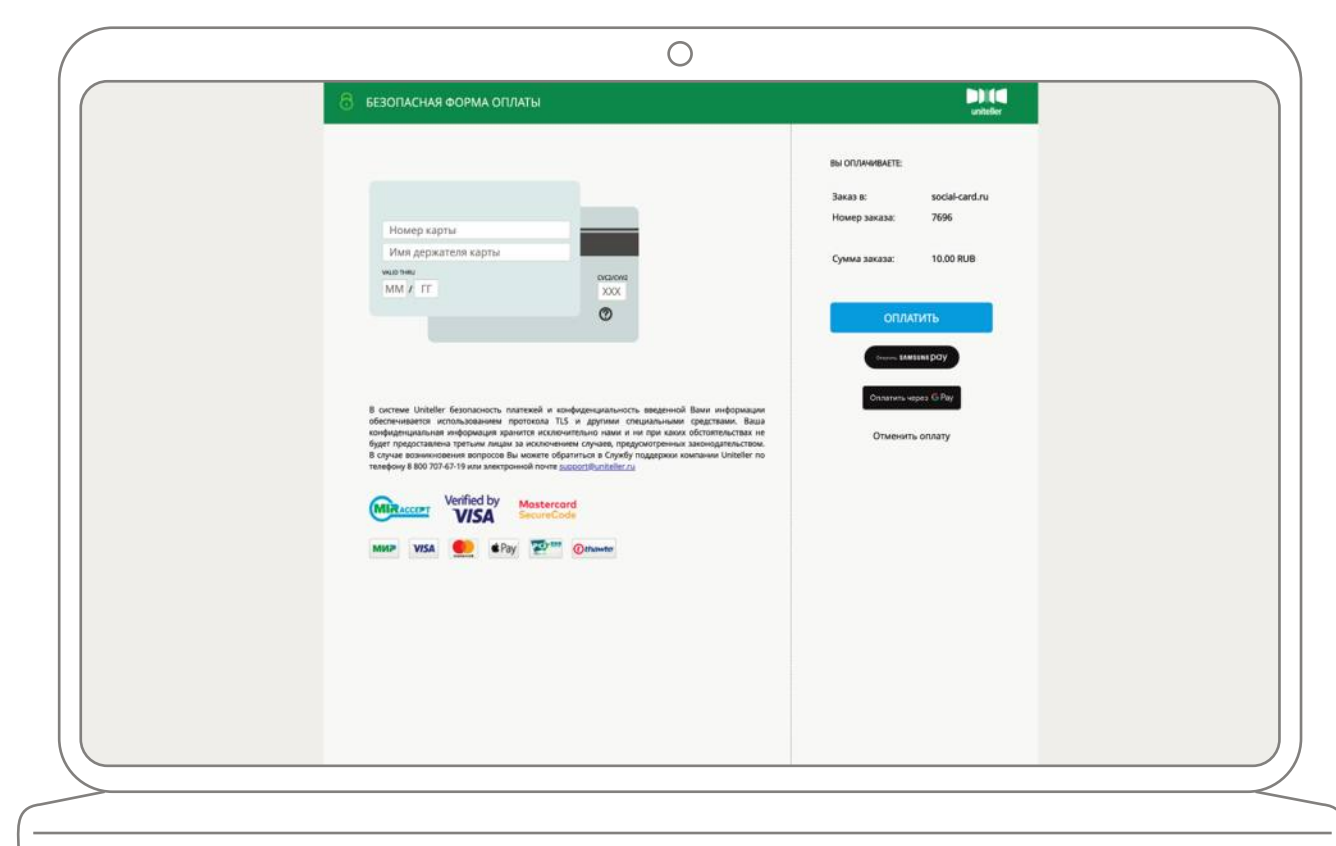 БЕЗОПАСНАЯ ФОРМА ОПЛАТЫ
uniteller
Номер карты
Имя держателя карты
VALID THRU
ММ / ГГ
CVC2/CVV2
XXX
?
В системе Uniteller безопасность платежей и конфиденциальность введенной Вами информации
обеспечивается использованием протокола TLS и другими специальными средствами. Ваша
конфиденциальная информация хранится исключительно нами и ни при каких обстоятельствах не
будет предоставлена третьим лицам за исключением случаев, предусмотренных законодательством.
В случае возникновения вопросов Вы можете обратиться в Службу поддержки компании Uniteller по
телефону 8 800 707-67-19 или электронной почте support@uniteller.ru
MIR ACCEPT
Verified by
VISA
Mastercard
SecureCode
МИР VISA Pay thawte
ВЫ ОПЛАЧИВАЕТЕ:
Заказ в: social-card.ru
Номер заказа: 7696
Сумма заказа: 10.00 RUB
ОПЛАТИТЬ
Оплатить SAMSUNG pay
Оплатить через G Pay
Отменить оплату